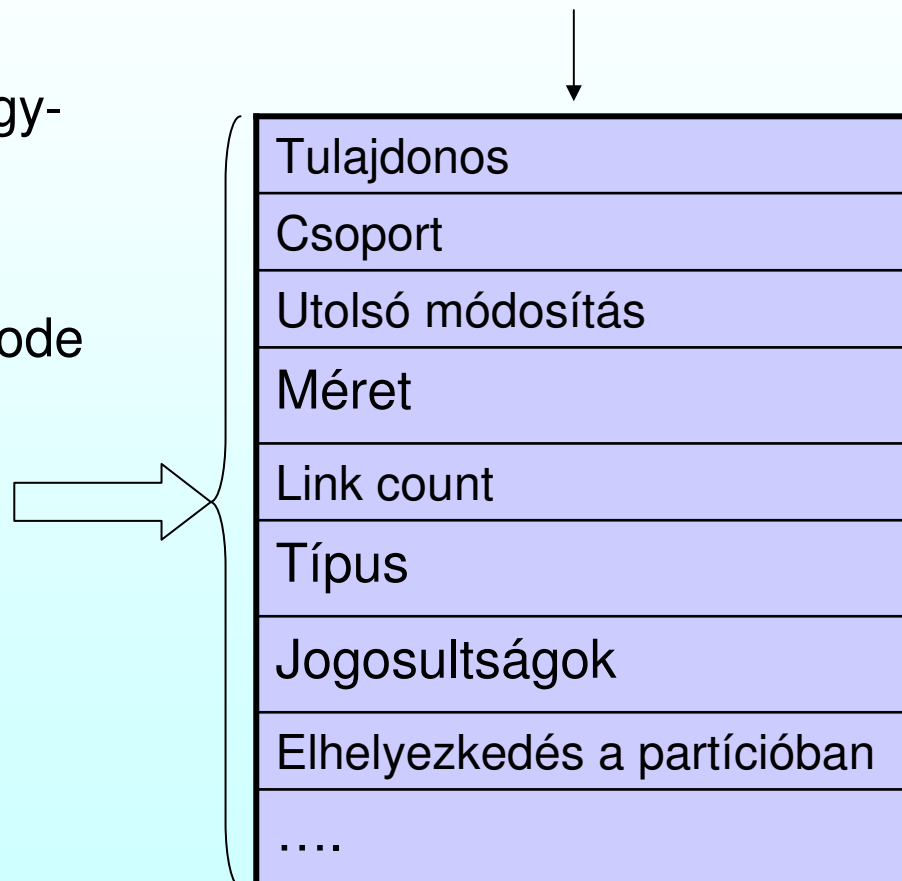 gy-
ode
Tulajdonos
Csoport
Utolsó módosítás
Méret
Link count
Típus
Jogosultságok
Elhelyezkedés a partícióban
….